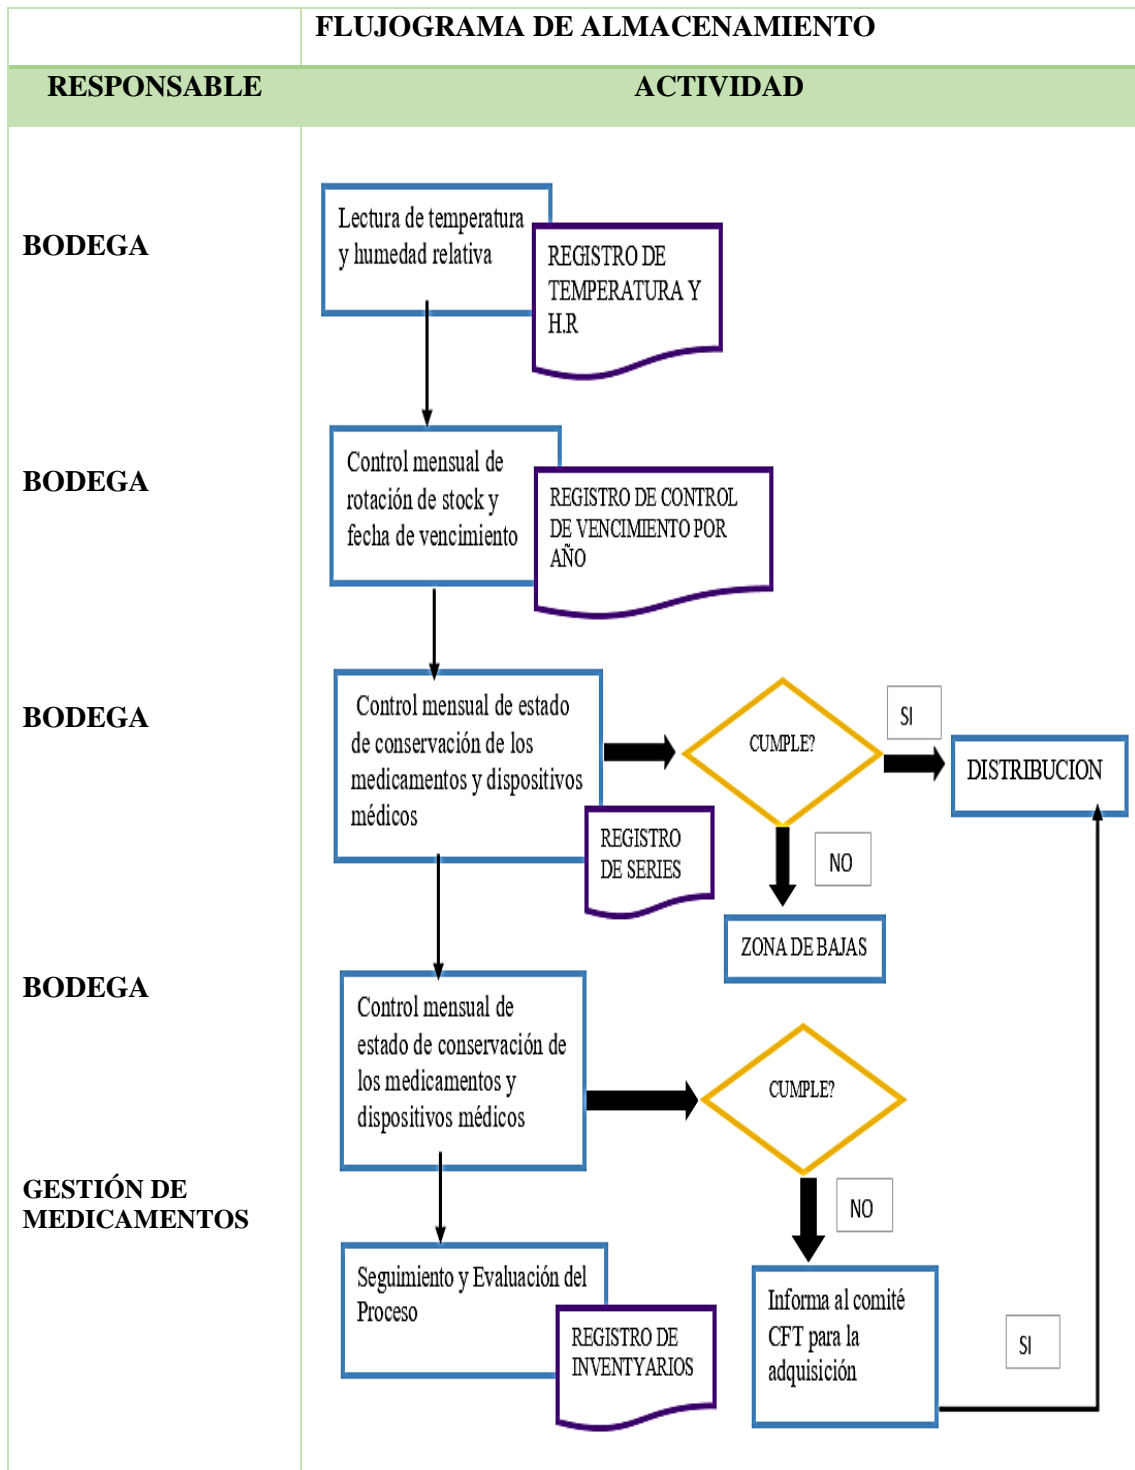 FLUJOGRAMA DE ALMACENAMIENTO
RESPONSABLE
ACTIVIDAD
BODEGA
Lectura de temperatura
y humedad relativa
REGISTRO DE
TEMPERATURA Y
H.R
BODEGA
Control mensual de
rotación de stock y
fecha de vencimiento
REGISTRO DE CONTROL
DE VENCIMIENTO POR
AÑO
BODEGA
Control mensual de estado
de conservación de los
medicamentos y dispositivos
médicos
REGISTRO
DE SERIES
CUMPLE?
SI
DISTRIBUCION
NO
ZONA DE BAJAS
BODEGA
Control mensual de
estado de conservación de
los medicamentos y
dispositivos médicos
CUMPLE?
NO
GESTIÓN DE
MEDICAMENTOS
Seguimiento y Evaluación del
Proceso
REGISTRO DE
INVENTYARIOS
Informa al comité
CFT para la
adquisición
SI